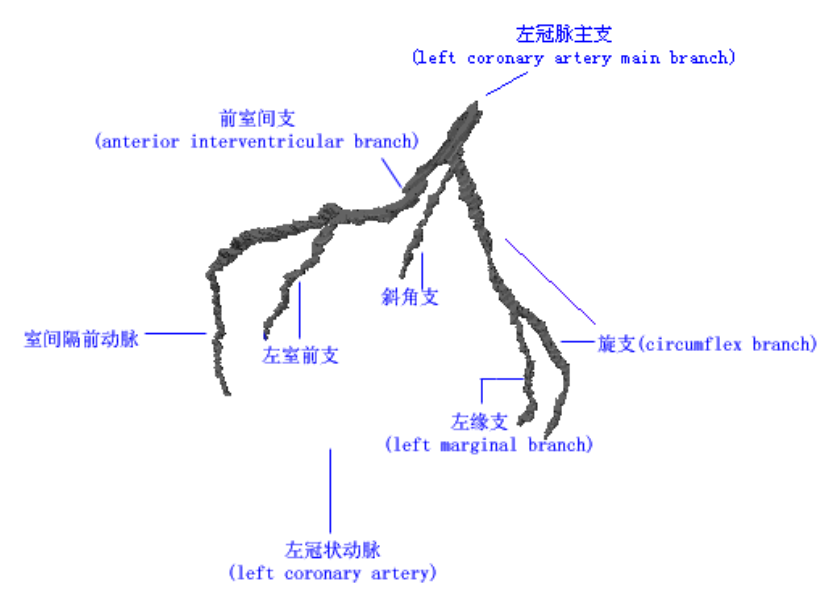 左冠脉主支
(left coronary artery main branch)
前室间支
(anterior interventricular branch)
斜角支
室间隔前动脉
左室前支
旋支(circumflex branch)
左缘支
(left marginal branch)
左冠状动脉
(left coronary artery)